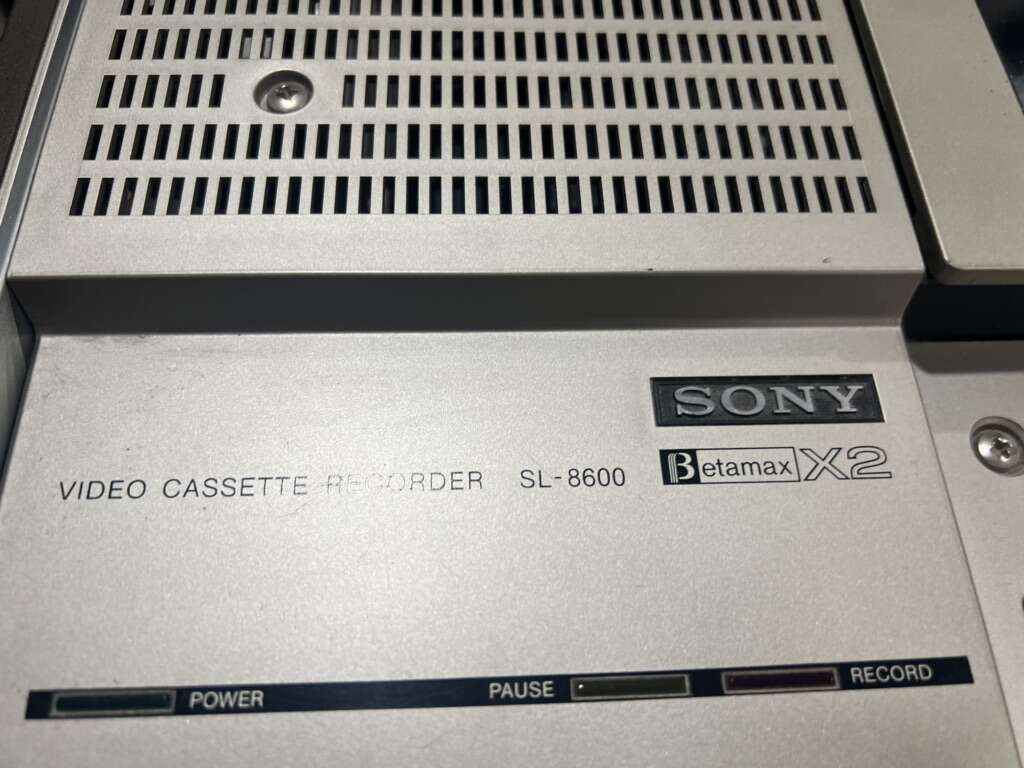 SONY
VIDEO CASSETTE RECORDER SL-8600 Betamax X2
POWER PAUSE RECORD